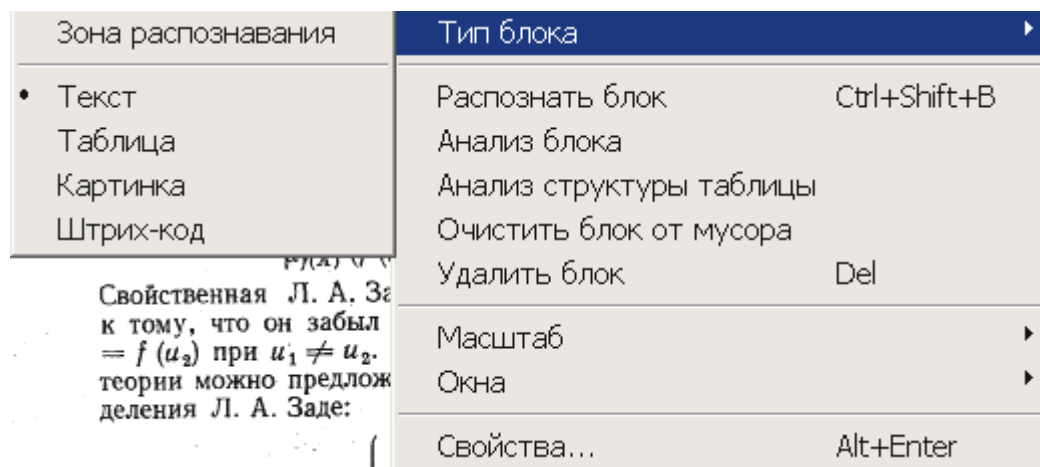 Зона распознавания
Текст
Таблица
Картинка
Штрих-код
Тип блока
Распознать блок Ctrl+Shift+B
Анализ блока
Анализ структуры таблицы
Очистить блок от мусора
Удалить блок Del
Масштаб
Окна
Свойства... Alt+Enter
Свойственная Л. А. За
к тому, что он забыл
= f (u₂) при u₁ ≠ u₂.
теории можно предлож
деления Л. А. Заде: